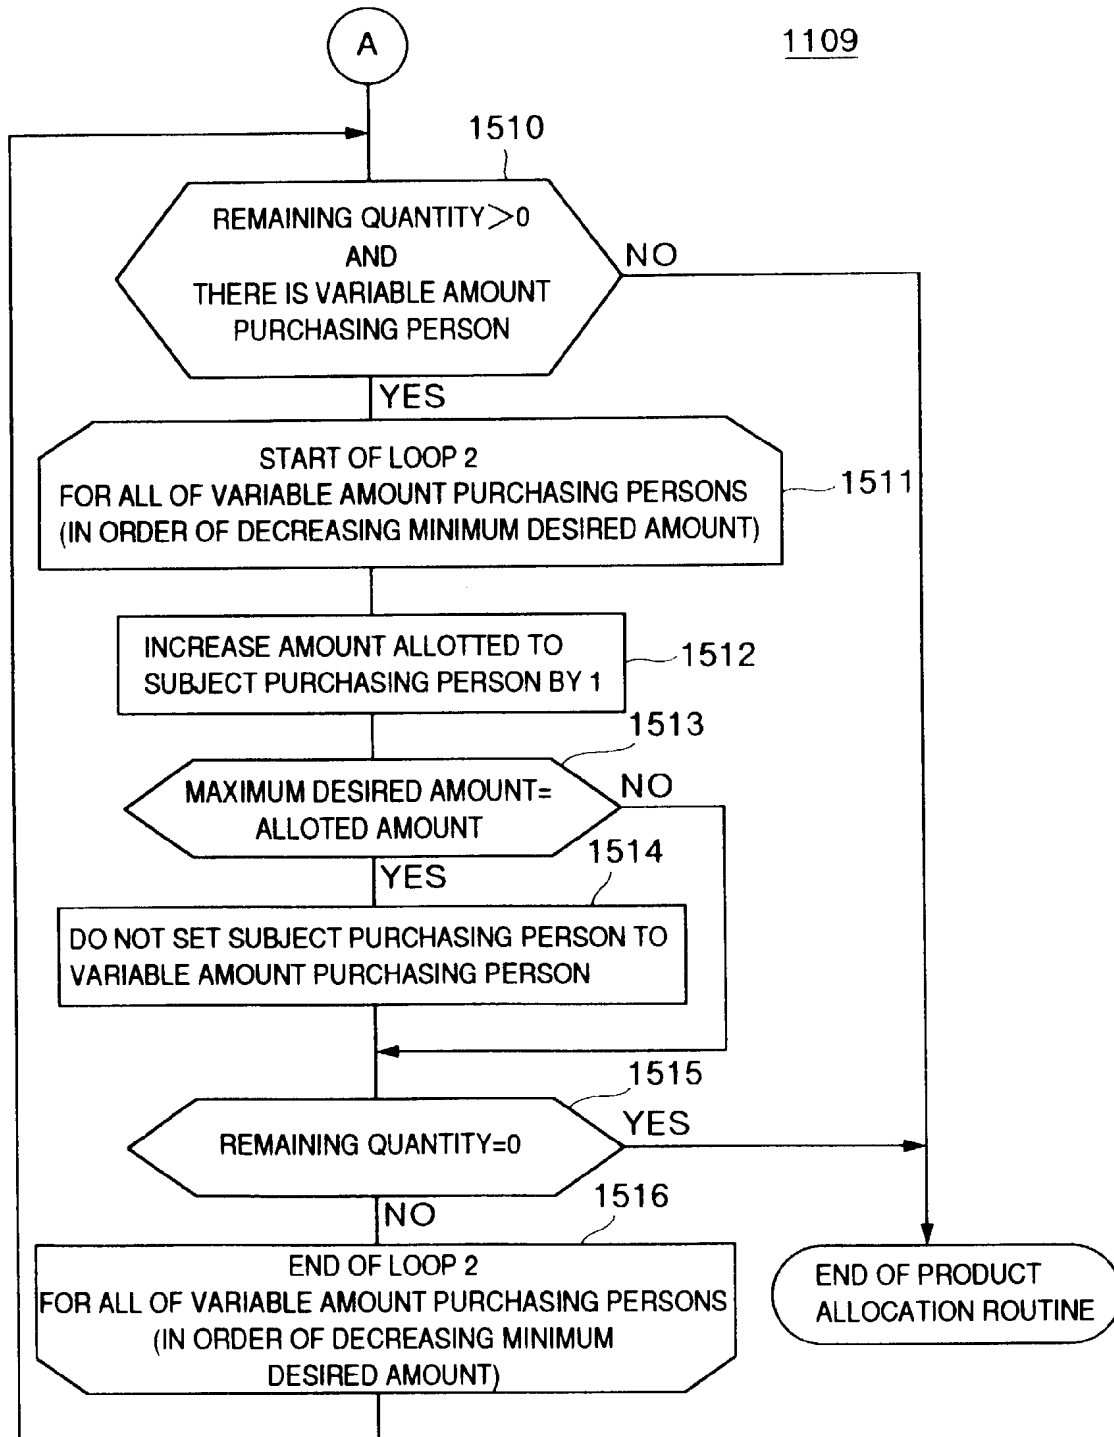 A
1109
1510
REMAINING QUANTITY>0
AND
THERE IS VARIABLE AMOUNT
PURCHASING PERSON
NO
YES
START OF LOOP 2
FOR ALL OF VARIABLE AMOUNT PURCHASING PERSONS
(IN ORDER OF DECREASING MINIMUM DESIRED AMOUNT)
1511
INCREASE AMOUNT ALLOTTED TO
SUBJECT PURCHASING PERSON BY 1
1512
1513
MAXIMUM DESIRED AMOUNT=
ALLOTED AMOUNT
NO
YES
1514
DO NOT SET SUBJECT PURCHASING PERSON TO
VARIABLE AMOUNT PURCHASING PERSON
1515
REMAINING QUANTITY=0
YES
NO
1516
END OF LOOP 2
FOR ALL OF VARIABLE AMOUNT PURCHASING PERSONS
(IN ORDER OF DECREASING MINIMUM
DESIRED AMOUNT)
END OF PRODUCT
ALLOCATION ROUTINE